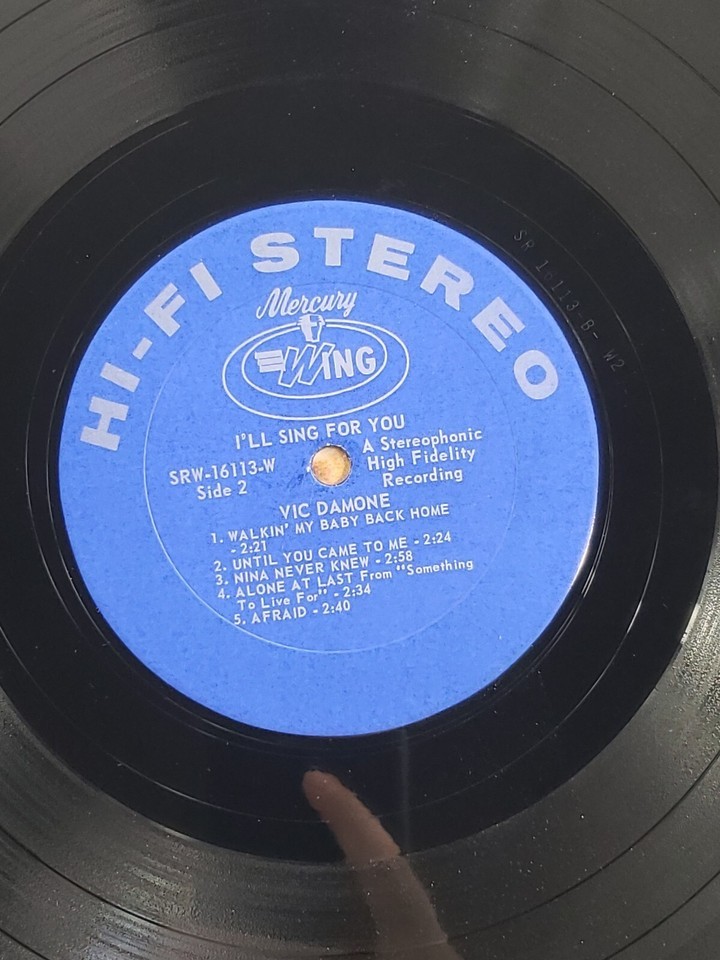 HI-FI STEREO
Mercury
WING
I'LL SING FOR YOU
SRW-16113-W
Side 2
A Stereophonic
High Fidelity
Recording
VIC DAMONE
1. WALKIN' MY BABY BACK HOME
- 2:21
2. UNTIL YOU CAME TO ME - 2:24
3. NINA NEVER KNEW - 2:58
4. ALONE AT LAST From "Something
To Live For" - 2:34
5. AFRAID - 2:40
SR 16113-B- W2